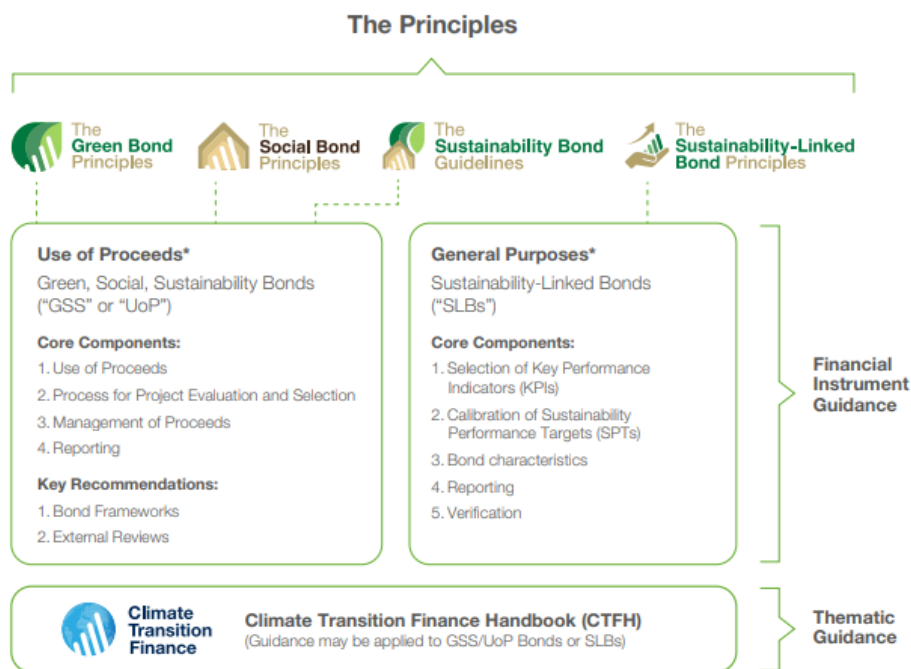 The Principles
The
Green Bond
Principles
The
Social Bond
Principles
The
Sustainability Bond
Guidelines
The
Sustainability-Linked
Bond Principles
Use of Proceeds*
Green, Social, Sustainability Bonds
(“GSS” or “UoP”)
Core Components:
1. Use of Proceeds
2. Process for Project Evaluation and Selection
3. Management of Proceeds
4. Reporting
Key Recommendations:
1. Bond Frameworks
2. External Reviews
General Purposes*
Sustainability-Linked Bonds
(“SLBs”)
Core Components:
1. Selection of Key Performance
Indicators (KPIs)
2. Calibration of Sustainability
Performance Targets (SPTs)
3. Bond characteristics
4. Reporting
5. Verification
Financial
Instrument
Guidance
Climate
Transition
Finance
Climate Transition Finance Handbook (CTFH)
(Guidance may be applied to GSS/UoP Bonds or SLBs)
Thematic
Guidance